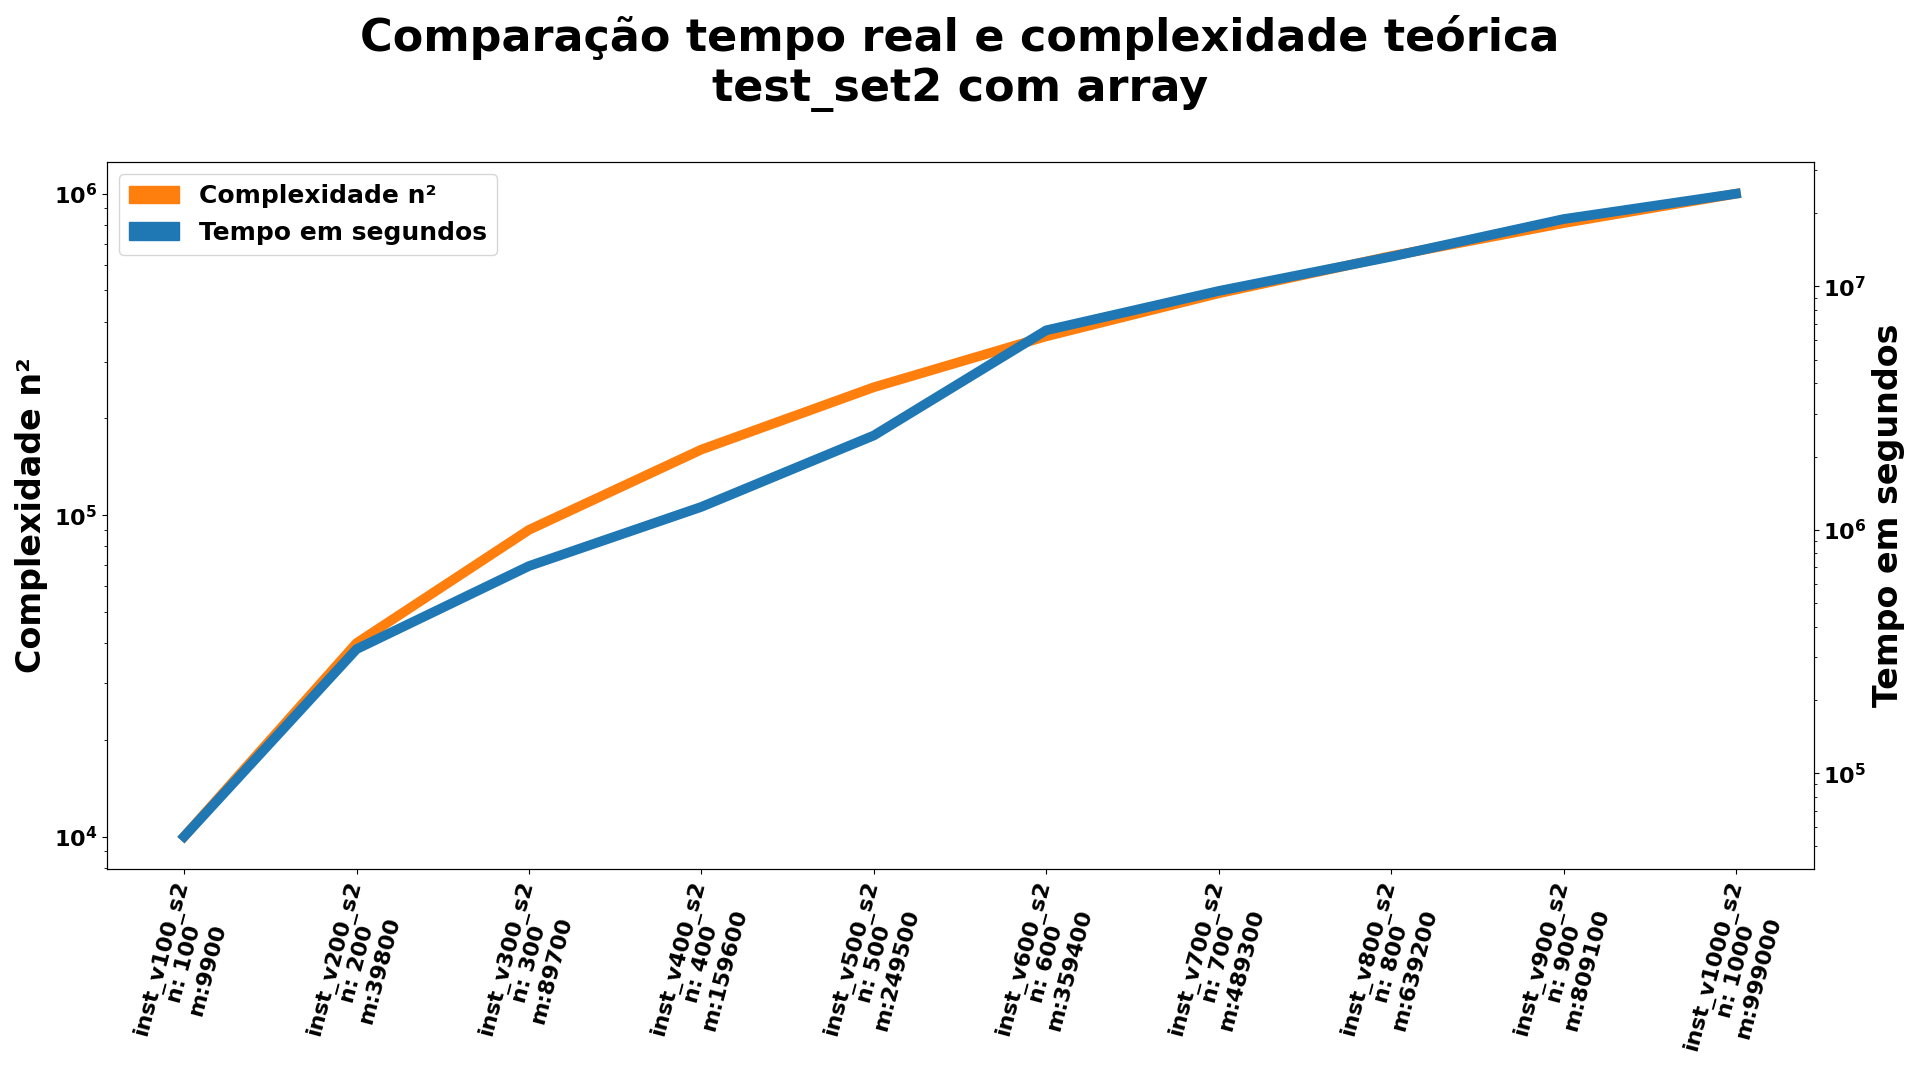 Comparação tempo real e complexidade teórica
test_set2 com array
Complexidade n²
Tempo em segundos
Complexidade n²
10⁶
10⁵
10⁴
Tempo em segundos
10⁷
10⁶
10⁵
inst_v100_s2
n: 100
m:9900
inst_v200_s2
n: 200
m:39800
inst_v300_s2
n: 300
m:89700
inst_v400_s2
n: 400
m:159600
inst_v500_s2
n: 500
m:249500
inst_v600_s2
n: 600
m:359400
inst_v700_s2
n: 700
m:489300
inst_v800_s2
n: 800
m:639200
inst_v900_s2
n: 900
m:809100
inst_v1000_s2
n: 1000
m:999000